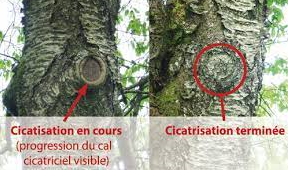 Cicatisation en cours
(progression du cal
cicatriciel visible)
Cicatrisation terminée